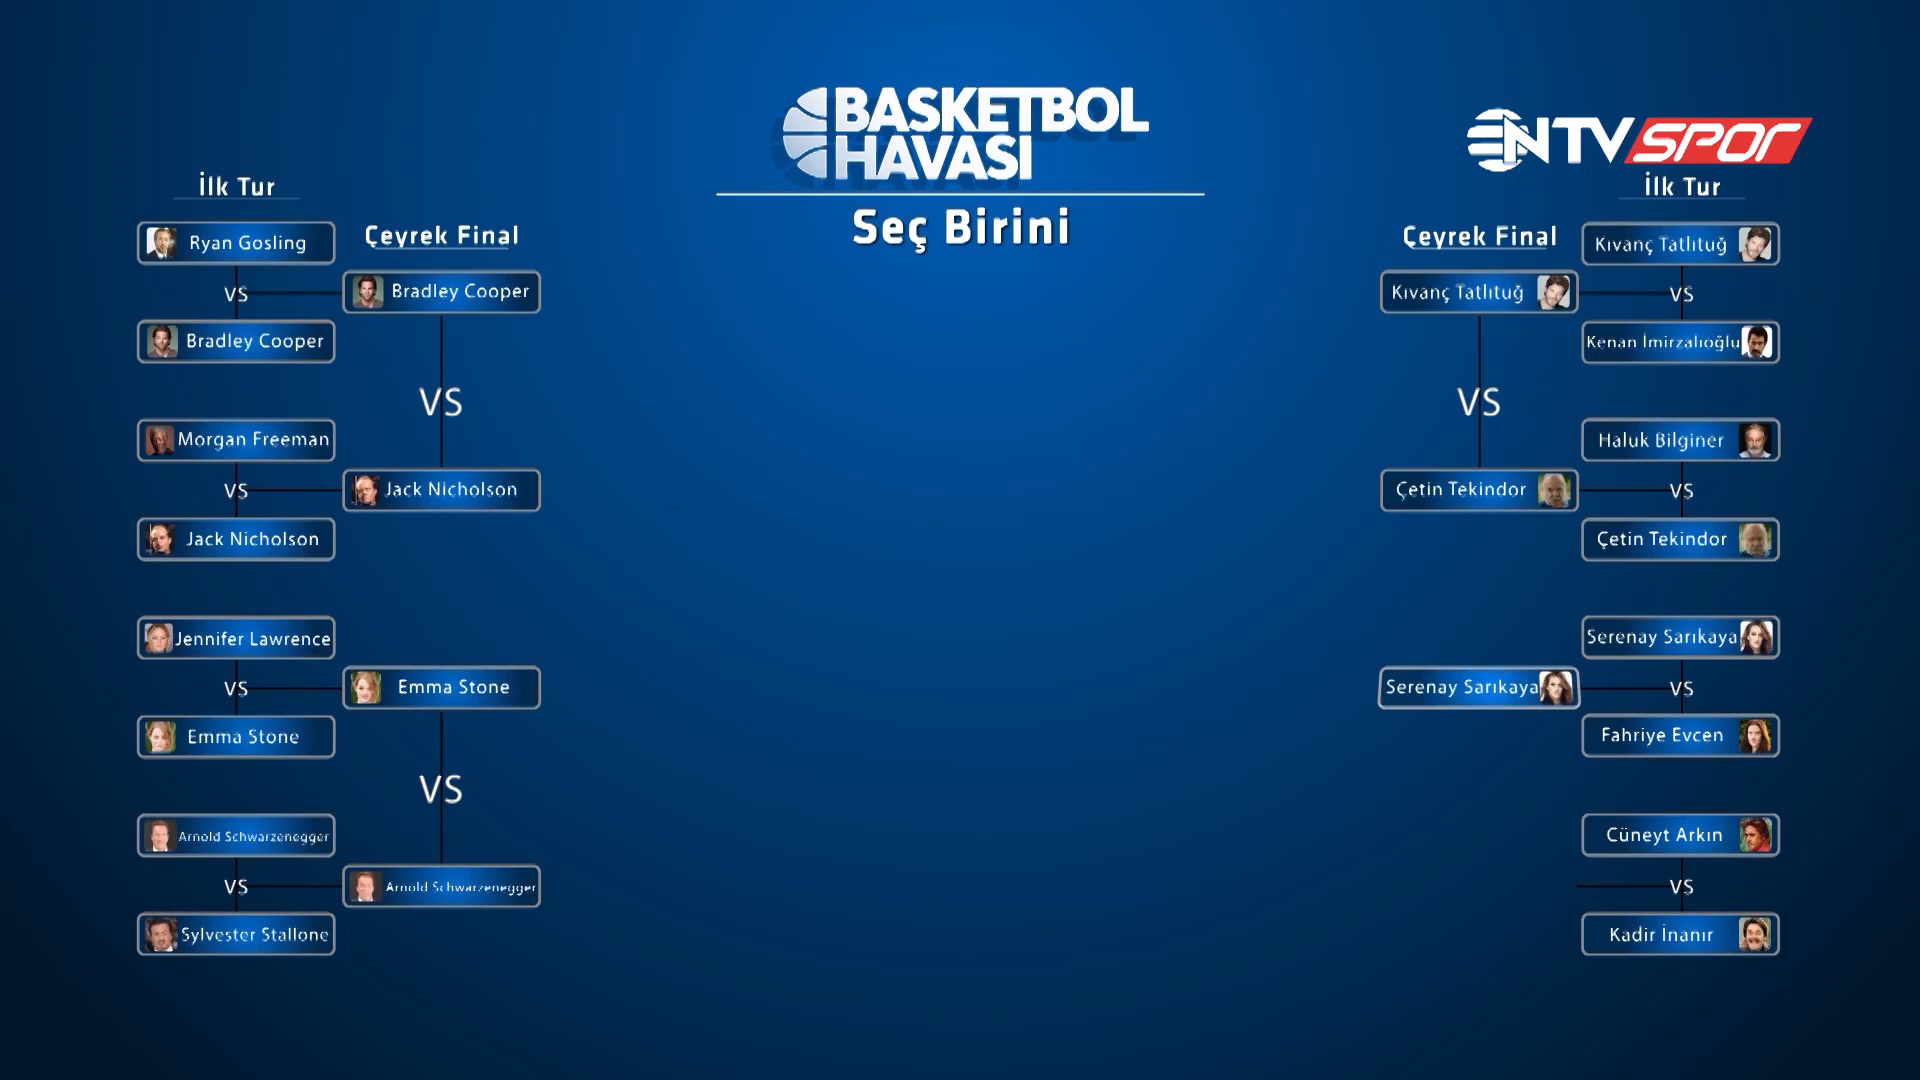 BASKETBOL
HAVASI
Seç Birini
NTVSPOR
İlk Tur
Ryan Gosling
VS
Bradley Cooper
Morgan Freeman
VS
Jack Nicholson
Jennifer Lawrence
VS
Emma Stone
Arnold Schwarzenegger
VS
Sylvester Stallone
Çeyrek Final
Bradley Cooper
VS
Jack Nicholson
Emma Stone
VS
Arnold Schwarzenegger
Çeyrek Final
Kıvanç Tatlıtuğ
VS
Çetin Tekindor
Serenay Sarıkaya
İlk Tur
Kıvanç Tatlıtuğ
VS
Kenan İmirzalıoğlu
Haluk Bilginer
VS
Çetin Tekindor
Serenay Sarıkaya
VS
Fahriye Evcen
Cüneyt Arkın
VS
Kadir İnanır